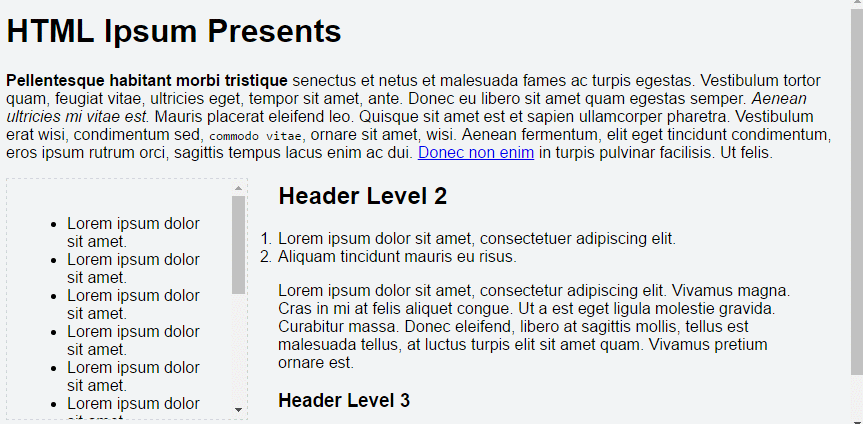 HTML Ipsum Presents
Pellentesque habitant morbi tristique senectus et netus et malesuada fames ac turpis egestas. Vestibulum tortor
quam, feugiat vitae, ultricies eget, tempor sit amet, ante. Donec eu libero sit amet quam egestas semper. Aenean
ultricies mi vitae est. Mauris placerat eleifend leo. Quisque sit amet est et sapien ullamcorper pharetra. Vestibulum
erat wisi, condimentum sed, commodo vitae, ornare sit amet, wisi. Aenean fermentum, elit eget tincidunt condimentum,
eros ipsum rutrum orci, sagittis tempus lacus enim ac dui. Donec non enim in turpis pulvinar facilisis. Ut felis.
• Lorem ipsum dolor
sit amet.
• Lorem ipsum dolor
sit amet.
• Lorem ipsum dolor
sit amet.
• Lorem ipsum dolor
sit amet.
• Lorem ipsum dolor
sit amet.
• Lorem ipsum dolor
Header Level 2
1. Lorem ipsum dolor sit amet, consectetuer adipiscing elit.
2. Aliquam tincidunt mauris eu risus.
Lorem ipsum dolor sit amet, consectetur adipiscing elit. Vivamus magna.
Cras in mi at felis aliquet congue. Ut a est eget ligula molestie gravida.
Curabitur massa. Donec eleifend, libero at sagittis mollis, tellus est
malesuada tellus, at luctus turpis elit sit amet quam. Vivamus pretium
ornare est.
Header Level 3